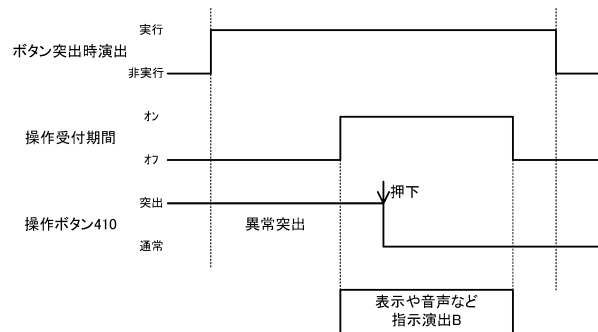 実行
ボタン突出時演出
非実行
オン
操作受付期間
オフ
突出
押下
操作ボタン410
異常突出
通常
表示や音声など
指示演出B